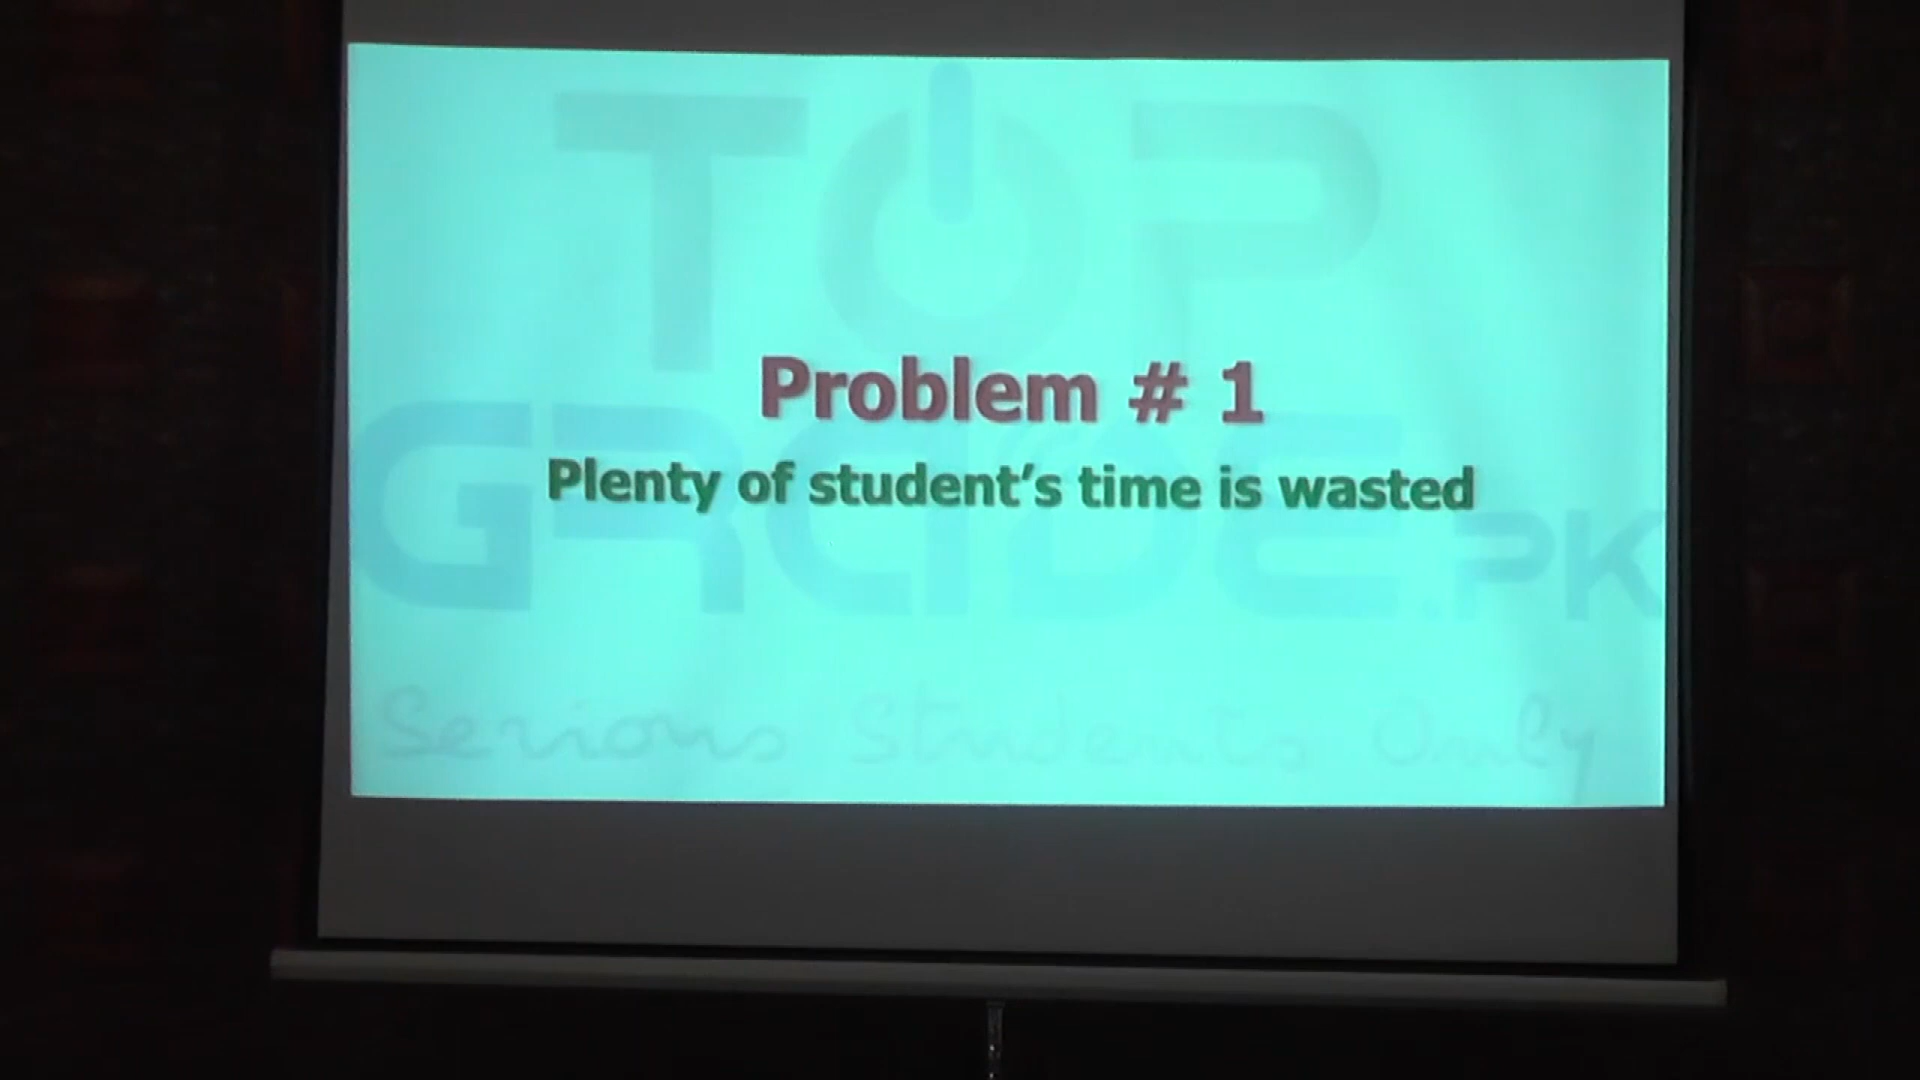 TOP
Problem # 1
GRADE.PK
Plenty of student’s time is wasted
Serious Students Only